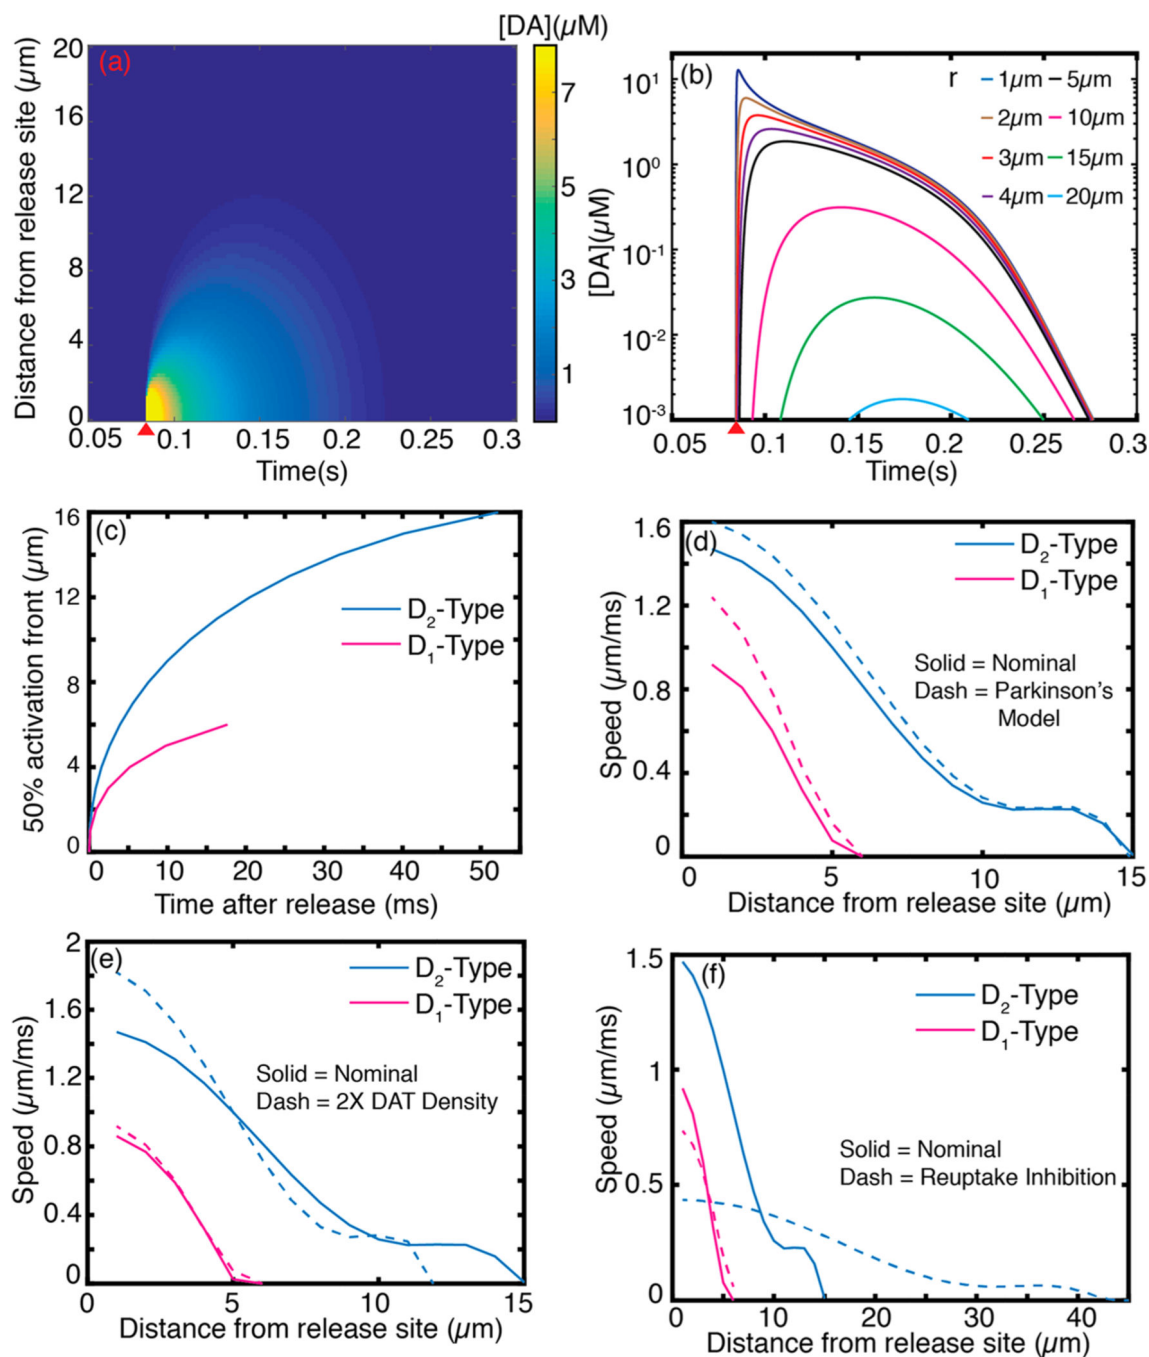 [DA](µM)
20
16
12
8
4
0
(a)
7
5
3
1
0.05
0.1
0.15
0.2
0.3
Time(s)
Distance from release site (µm)
[DA](µM)
10¹
10⁰
10⁻¹
10⁻²
10⁻³
(b)
r
1µm
5µm
2µm
10µm
3µm
15µm
4µm
20µm
0.05
0.1
0.15
0.2
0.25
0.3
Time(s)
50% activation front (µm)
16
12
8
4
0
(c)
D₂-Type
D₁-Type
0
10
20
30
40
50
Time after release (ms)
Speed (µm/ms)
1.6
1.2
0.8
0.4
0
(d)
D₂-Type
D₁-Type
Solid = Nominal
Dash = Parkinson's
Model
0
5
10
15
Distance from release site (µm)
Speed (µm/ms)
2
1.6
1.2
0.8
0.4
0
(e)
D₂-Type
D₁-Type
Solid = Nominal
Dash = 2X DAT Density
0
5
10
15
Distance from release site (µm)
Speed (µm/ms)
1.5
1
0.5
0
(f)
D₂-Type
D₁-Type
Solid = Nominal
Dash = Reuptake Inhibition
0
10
20
30
40
Distance from release site (µm)